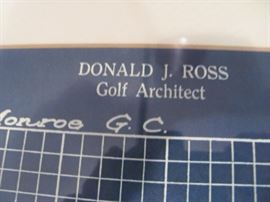 DONALD J. ROSS
Golf Architect
Monroe G.C.